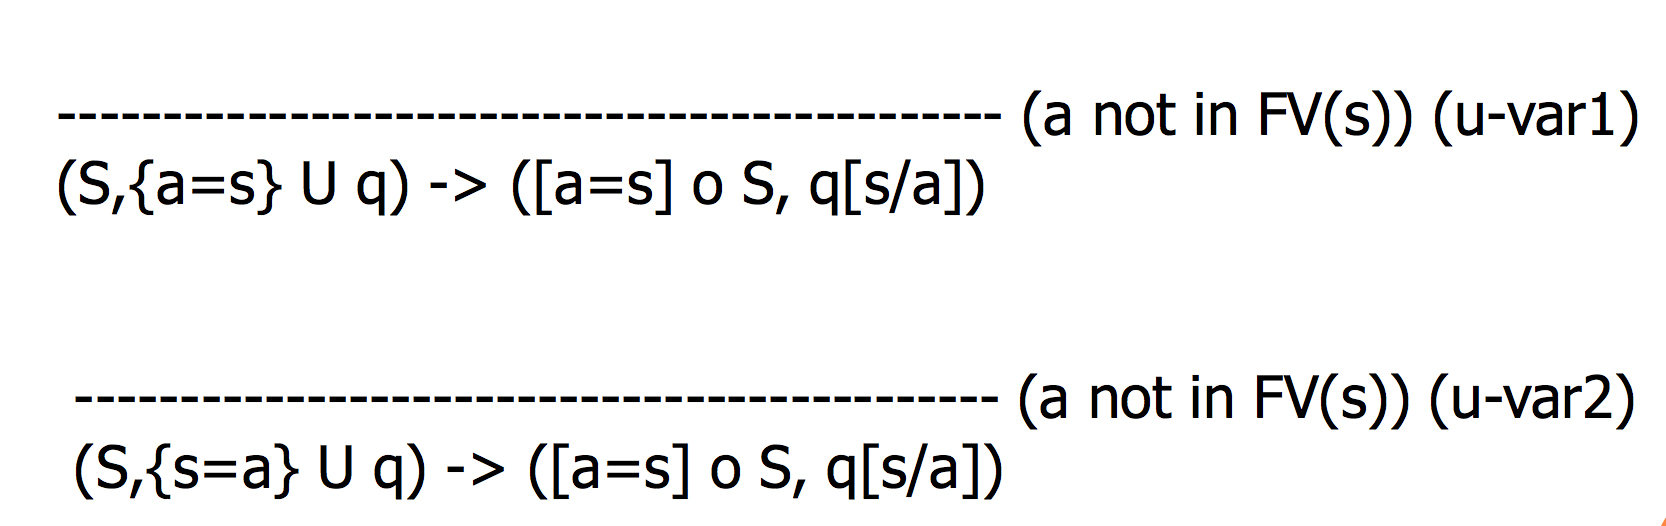 --------------------------------------------- (a not in FV(s)) (u-var1)
(S,{a=s} U q) -> ([a=s] o S, q[s/a])
-------------------------------------------- (a not in FV(s)) (u-var2)
(S,{s=a} U q) -> ([a=s] o S, q[s/a])